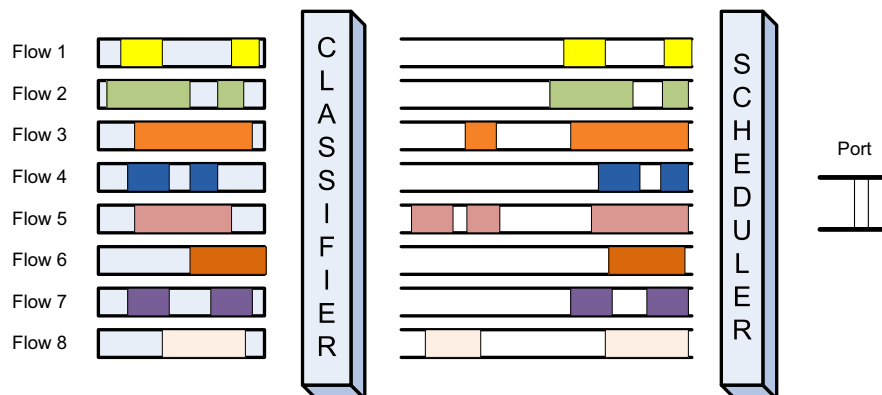 Flow 1
Flow 2
Flow 3
Flow 4
Flow 5
Flow 6
Flow 7
Flow 8
CLASSIFIER
SCHEDULER
Port